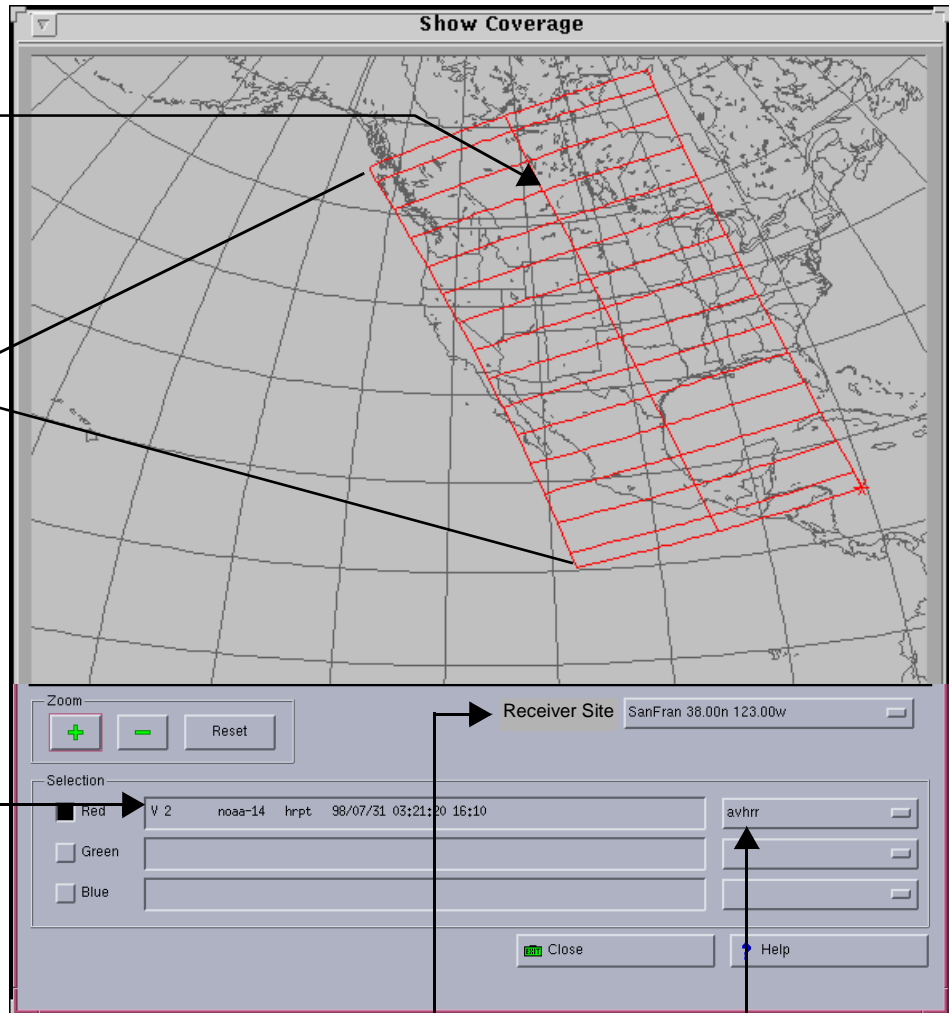 Show Coverage
Zoom
Reset
Receiver Site
SanFran 38.00n 123.00w
Selection
Red
V 2 noaa-14 hrpt 98/07/31 03:21:20 16:10
avhrr
Green
Blue
EXIT Close
? Help